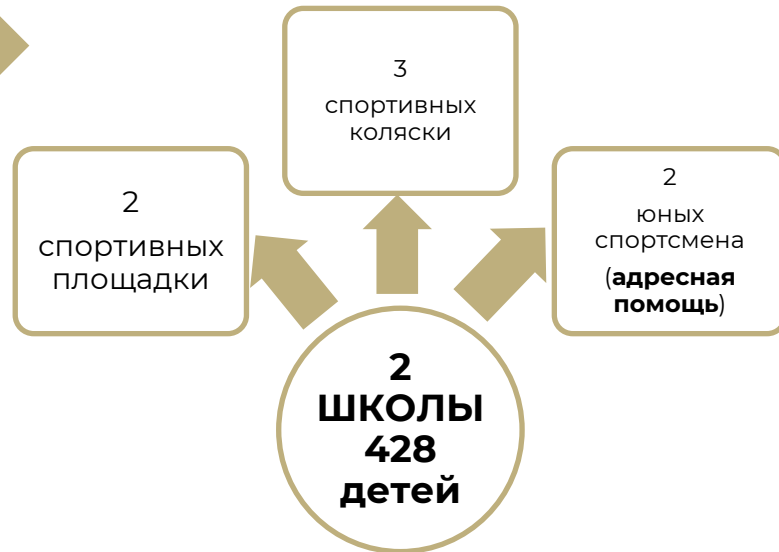 3
спортивных
коляски
2
спортивных
площадки
2
юных
спортсмена
(адресная
помощь)
2
ШКОЛЫ
428
детей